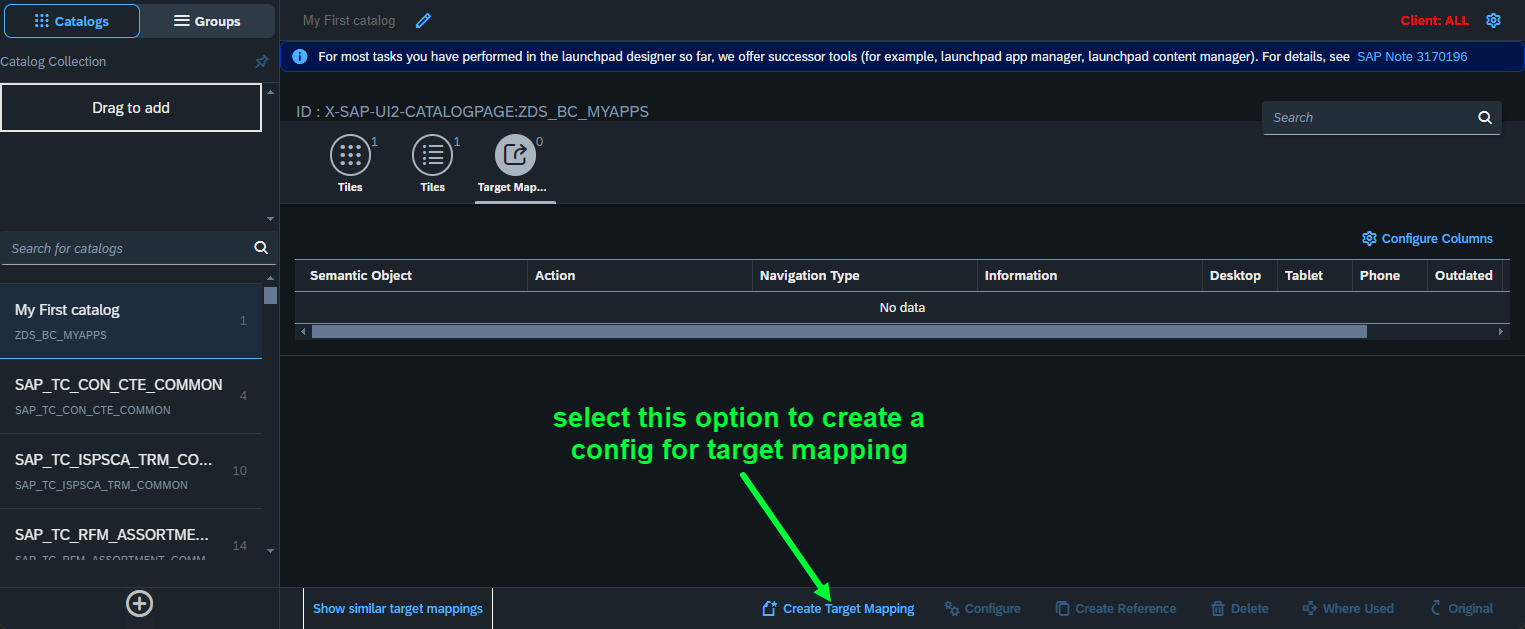 Catalogs
Groups
Catalog Collection
Drag to add
Search for catalogs
My First catalog
1
ZDS_BC_MYAPPS
SAP_TC_CON_CTE_COMMON
4
SAP_TC_CON_CTE_COMMON
SAP_TC_ISPSCA_TRM_CO...
10
SAP_TC_ISPSCA_TRM_COMMON
SAP_TC_RFM_ASSORTME...
14
SAP_TC_RFM_ASSORTMENT_COMM
My First catalog
Client: ALL
For most tasks you have performed in the launchpad designer so far, we offer successor tools (for example, launchpad app manager, launchpad content manager). For details, see SAP Note 3170196
ID : X-SAP-UI2-CATALOGPAGE:ZDS_BC_MYAPPS
Search
1
Tiles
1
Tiles
0
Target Map...
Configure Columns
Semantic Object Action Navigation Type Information Desktop Tablet Phone Outdated
No data
select this option to create a
config for target mapping
Show similar target mappings
Create Target Mapping
Configure
Create Reference
Delete
Where Used
Original